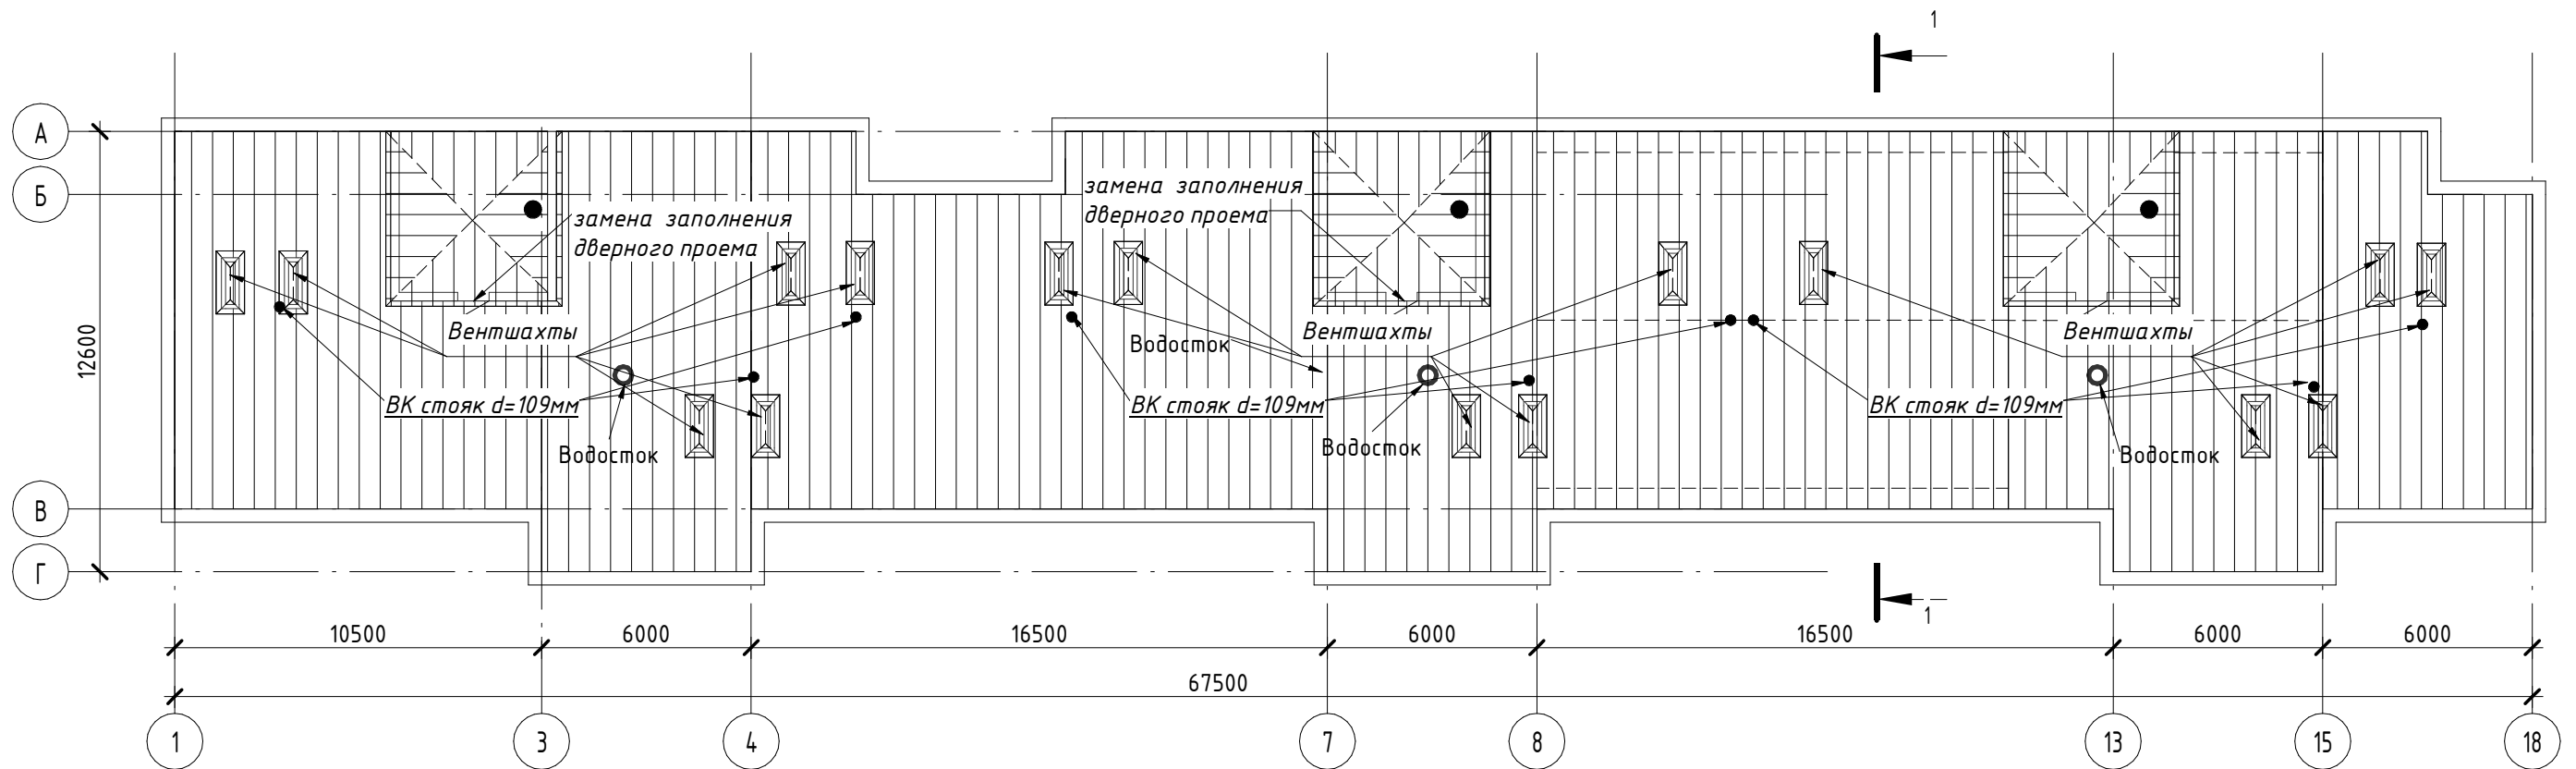 1
А
Б
замена заполнения
дверного проема
замена заполнения
дверного проема
Вентшахты
Вентшахты
Вентшахты
Водосток
12600
ВК стояк d=109мм
ВК стояк d=109мм
ВК стояк d=109мм
Водосток
Водосток
Водосток
В
Г
1
10500
6000
16500
6000
16500
6000
6000
67500
1
3
4
7
8
13
15
18